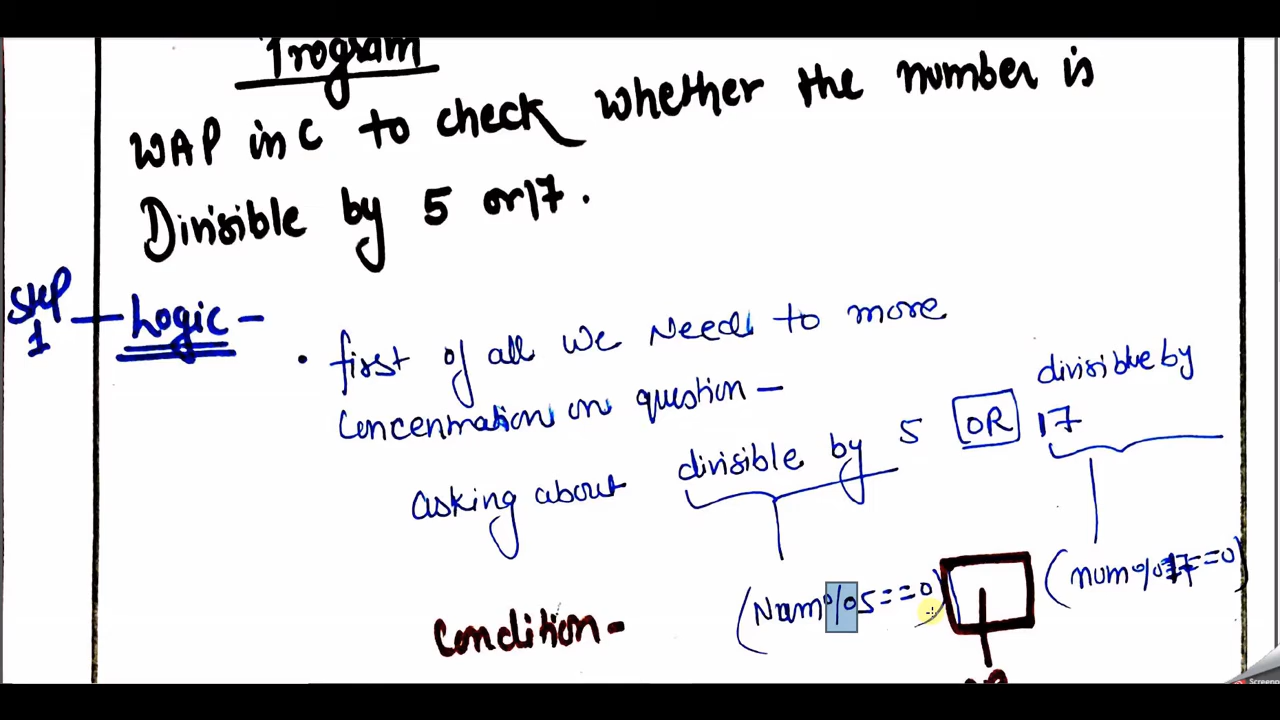 Program
WAP in C to check whether the number is
Divisible by 5 or 17.
Step
1
Logic -
• first of all we Need to more
Concentration on question -
asking about divisible by 5 OR divisible by 17
Condition - (Num%5==0) (num%17==0)